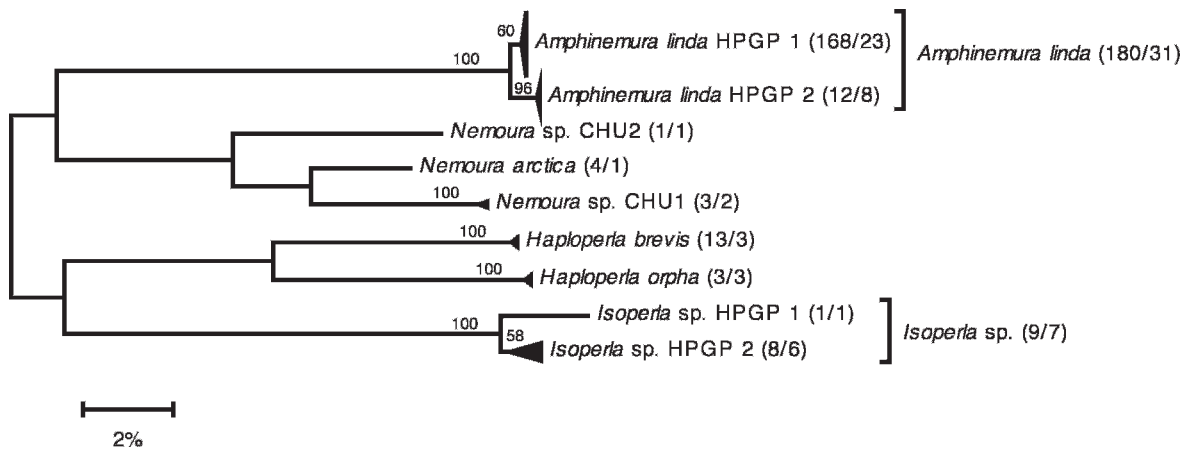 60
Amphinemura linda HPGP 1 (168/23)
Amphinemura linda (180/31)
100
96
Amphinemura linda HPGP 2 (12/8)
Nemoura sp. CHU2 (1/1)
Nemoura arctica (4/1)
100
Nemoura sp. CHU1 (3/2)
100
Haploperla brevis (13/3)
100
Haploperla orpha (3/3)
Isoperla sp. HPGP 1 (1/1)
100
58
Isoperla sp. (9/7)
Isoperla sp. HPGP 2 (8/6)
2%